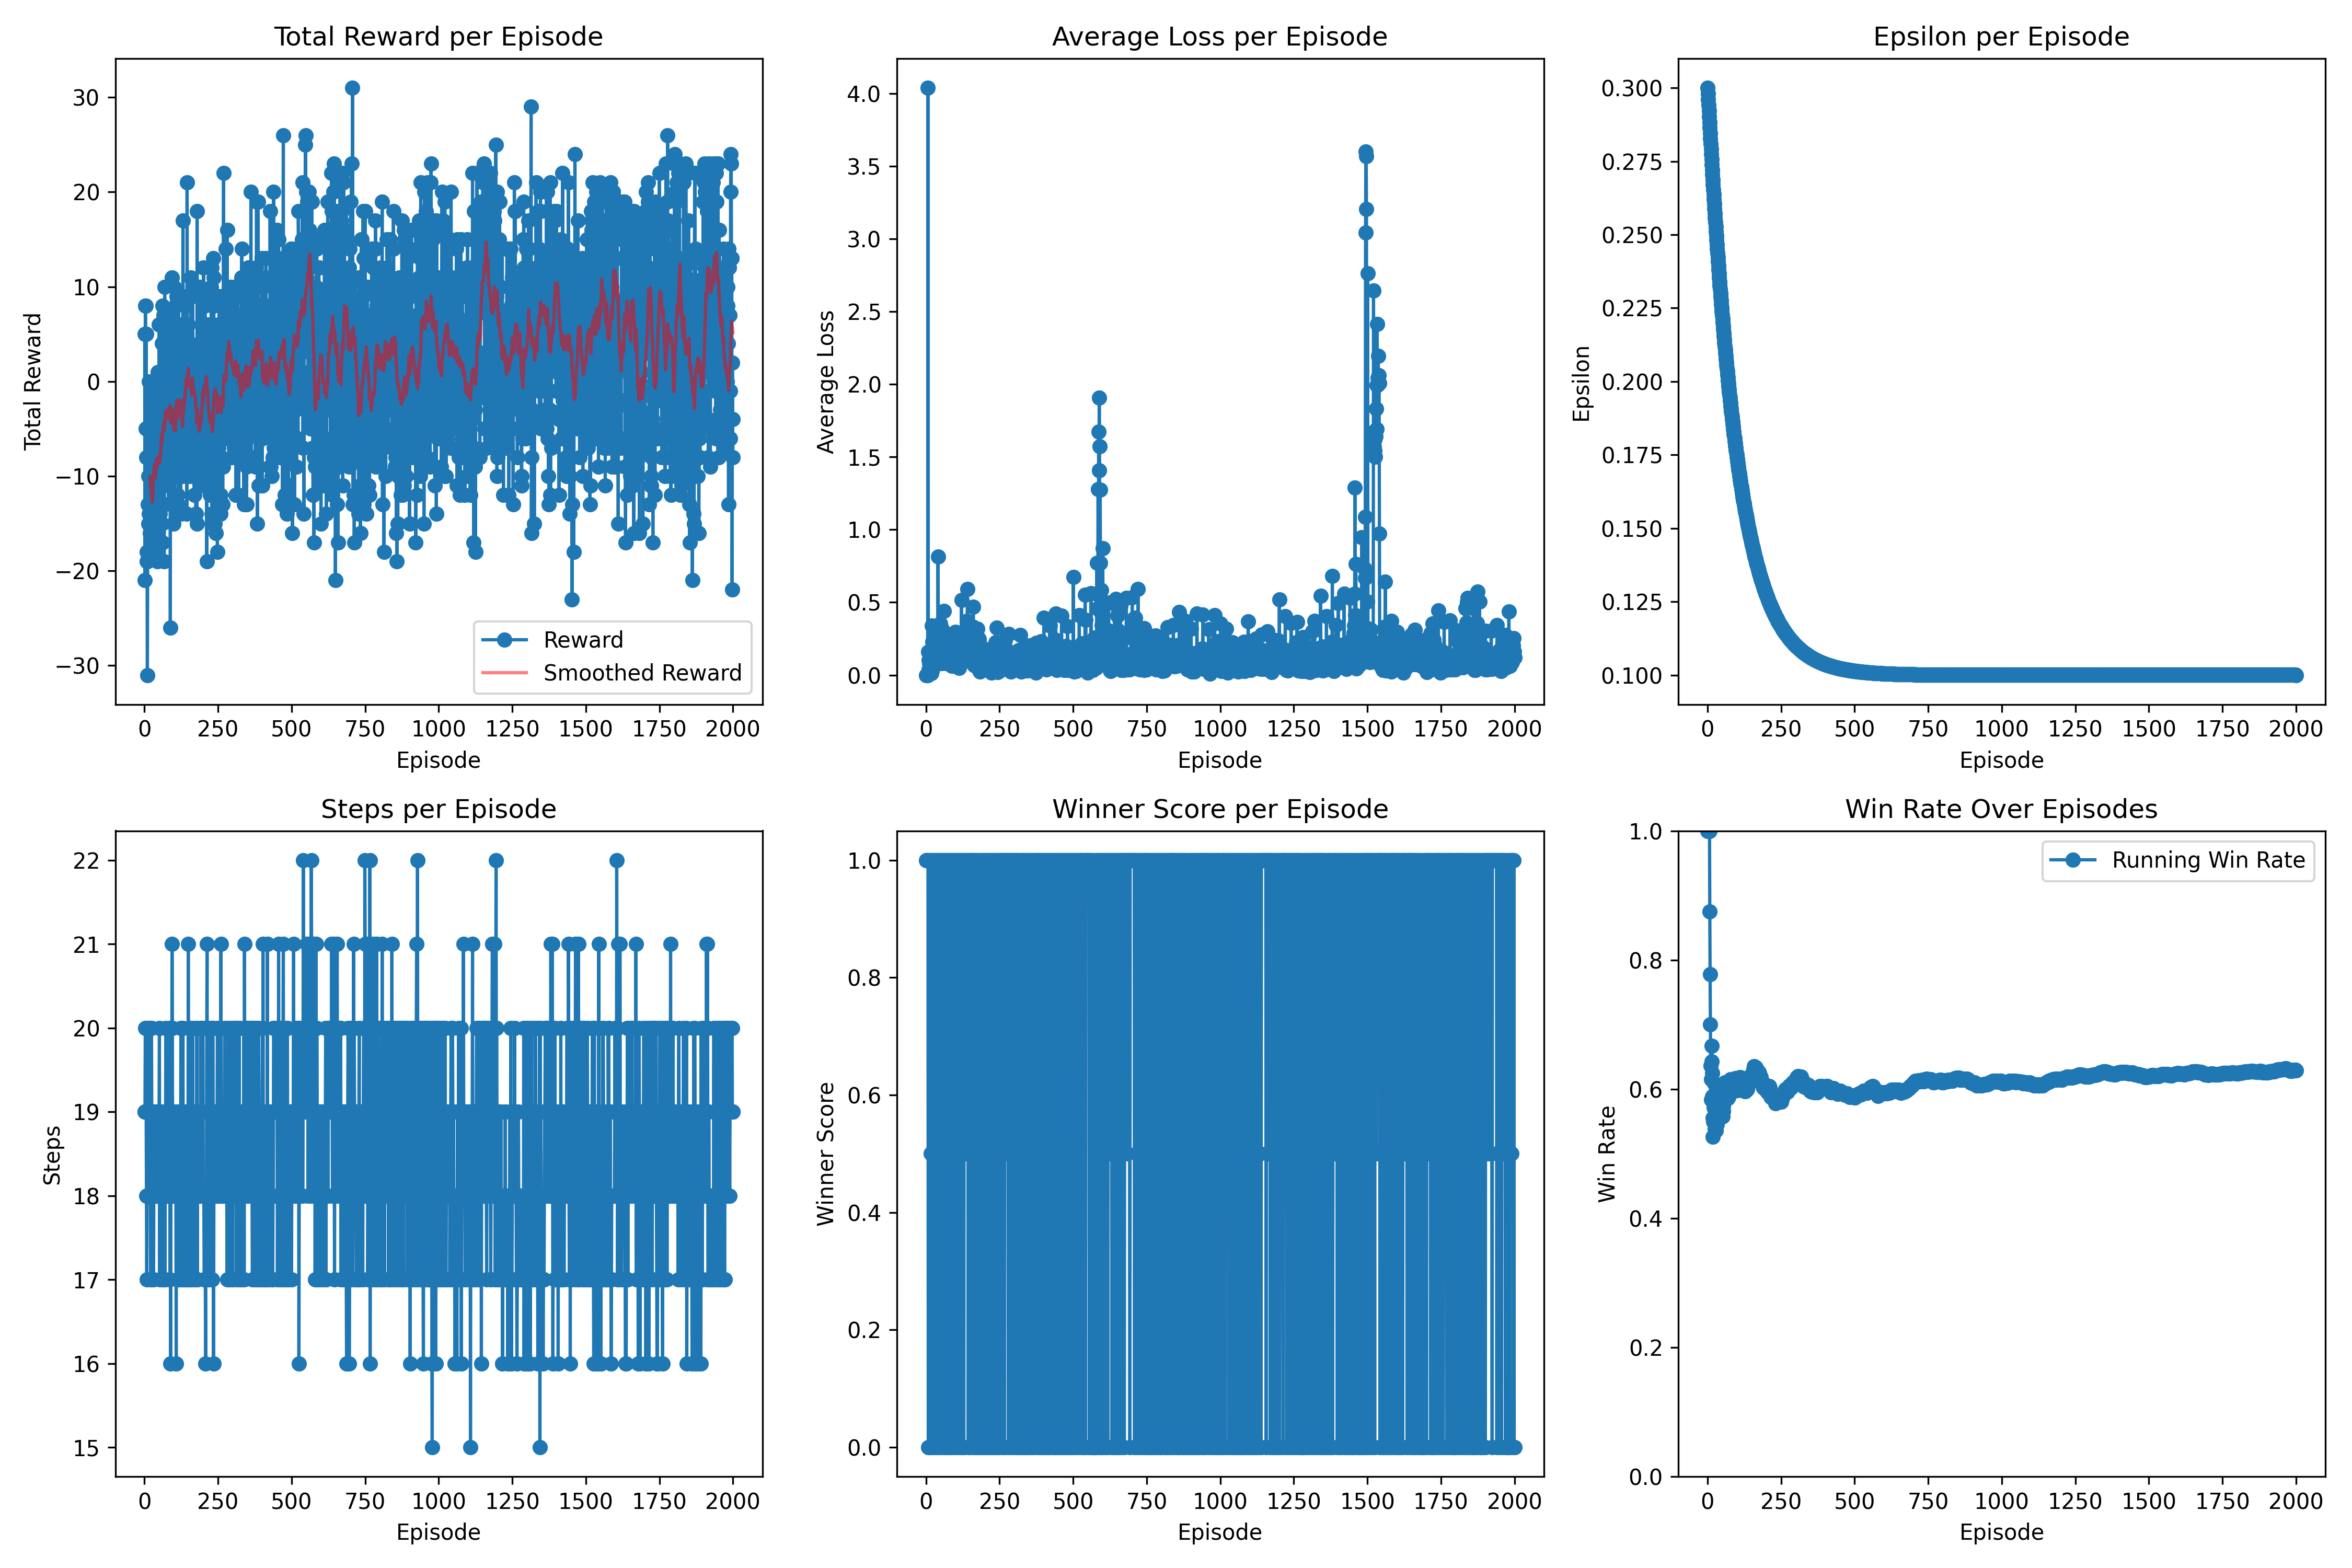 Total Reward per Episode
Total Reward
30
20
10
0
−10
−20
−30
Reward
Smoothed Reward
0 250 500 750 1000 1250 1500 1750 2000
Episode
Average Loss per Episode
Average Loss
4.0
3.5
3.0
2.5
2.0
1.5
1.0
0.5
0.0
0 250 500 750 1000 1250 1500 1750 2000
Episode
Epsilon per Episode
Epsilon
0.300
0.275
0.250
0.225
0.200
0.175
0.150
0.125
0.100
0 250 500 750 1000 1250 1500 1750 2000
Episode
Steps per Episode
Steps
22
21
20
19
18
17
16
15
0 250 500 750 1000 1250 1500 1750 2000
Episode
Winner Score per Episode
Winner Score
1.0
0.8
0.6
0.4
0.2
0.0
0 250 500 750 1000 1250 1500 1750 2000
Episode
Win Rate Over Episodes
Win Rate
1.0
0.8
0.6
0.4
0.2
0.0
Running Win Rate
0 250 500 750 1000 1250 1500 1750 2000
Episode